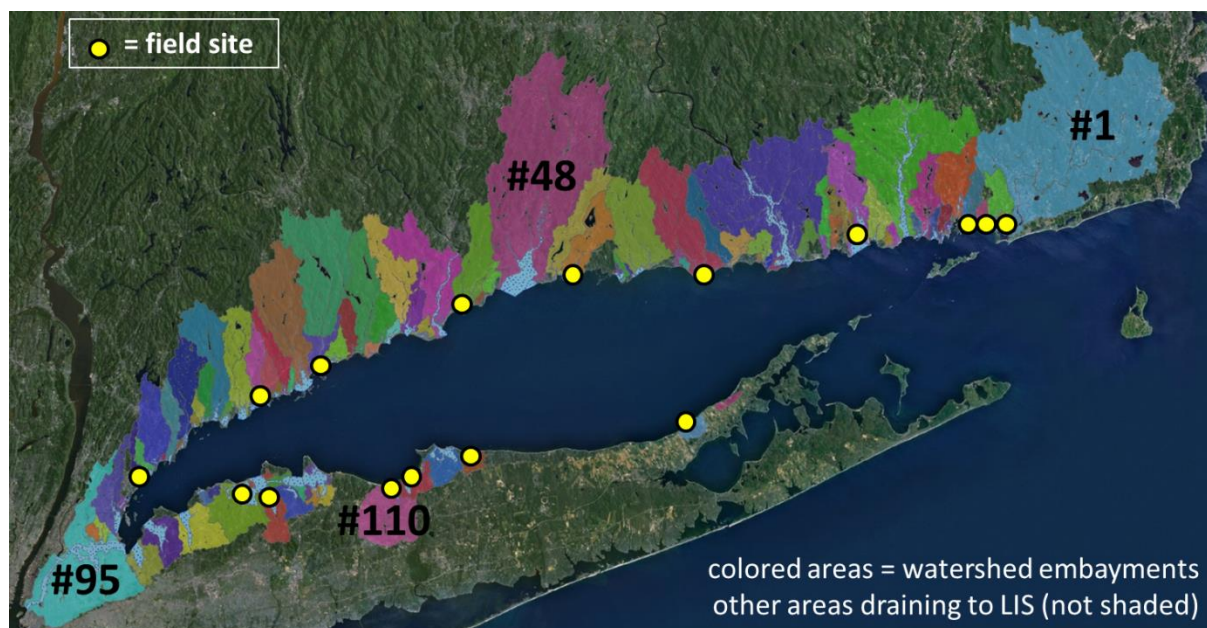 = field site
#1
#48
#110
#95
colored areas = watershed embayments
other areas draining to LIS (not shaded)